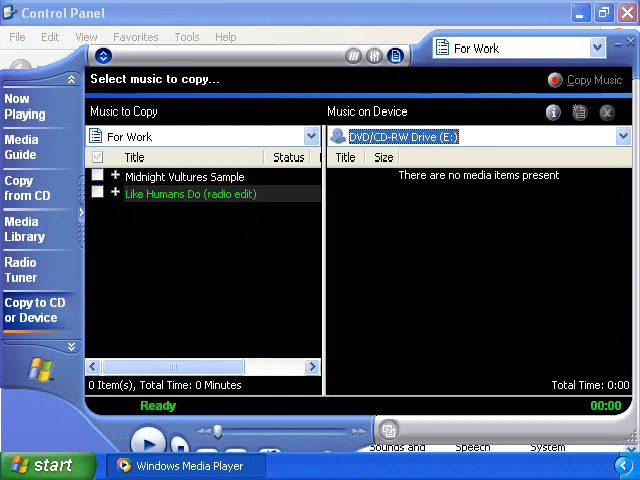 Control Panel
File Edit View Favorites Tools Help
For Work
Select music to copy...
Copy Music
Now Playing
Media Guide
Copy from CD
Media Library
Radio Tuner
Copy to CD or Device
Music to Copy
Music on Device
For Work
DVD/CD-RW Drive (E:)
Title Status
Title Size
Midnight Vultures Sample
Like Humans Do (radio edit)
There are no media items present
0 Item(s), Total Time: 0 Minutes
Total Time: 0:00
Ready
00:00
Sounds and Speech System
start
Windows Media Player